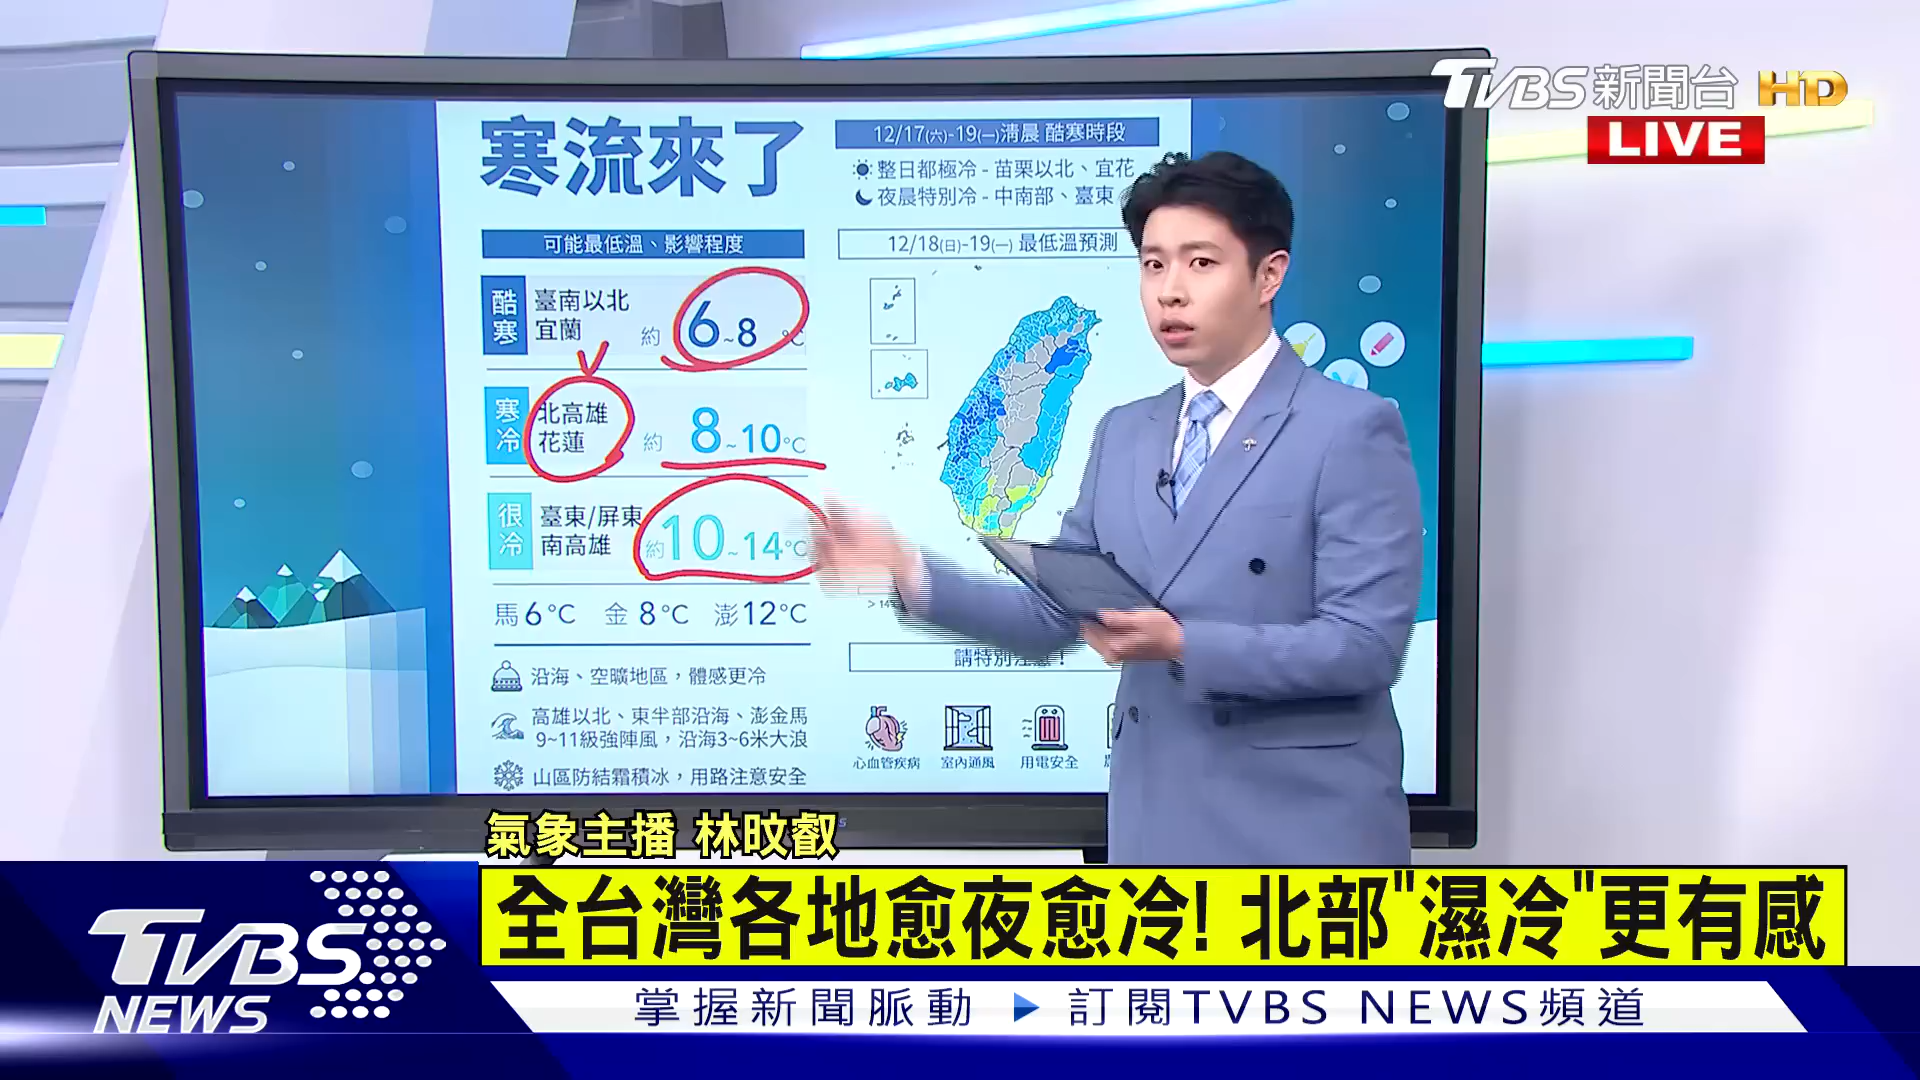 TVBS新聞台 HD
LIVE
寒流來了
可能最低溫、影響程度
酷寒
臺南以北
宜蘭
約 6~8 °C
寒冷
北高雄
花蓮
約 8~10°C
很冷
臺東/屏東
南高雄
約10~14°C
馬6°C 金8°C 澎12°C
沿海、空曠地區，體感更冷
高雄以北、東半部沿海、澎金馬
9~11級強陣風，沿海3~6米大浪
山區防結霜積冰，用路注意安全
12/17(六)-19(一)清晨 酷寒時段
整日都極冷-苗栗以北、宜花
夜晨特別冷-中南部、臺東
12/18(日)-19(一) 最低溫預測
> 14
請特別注意！
心血管疾病 室內通風 用電安全
氣象主播 林旼叡
全台灣各地愈夜愈冷! 北部"濕冷"更有感
TVBS
NEWS
掌握新聞脈動 ▶ 訂閱TVBS NEWS頻道